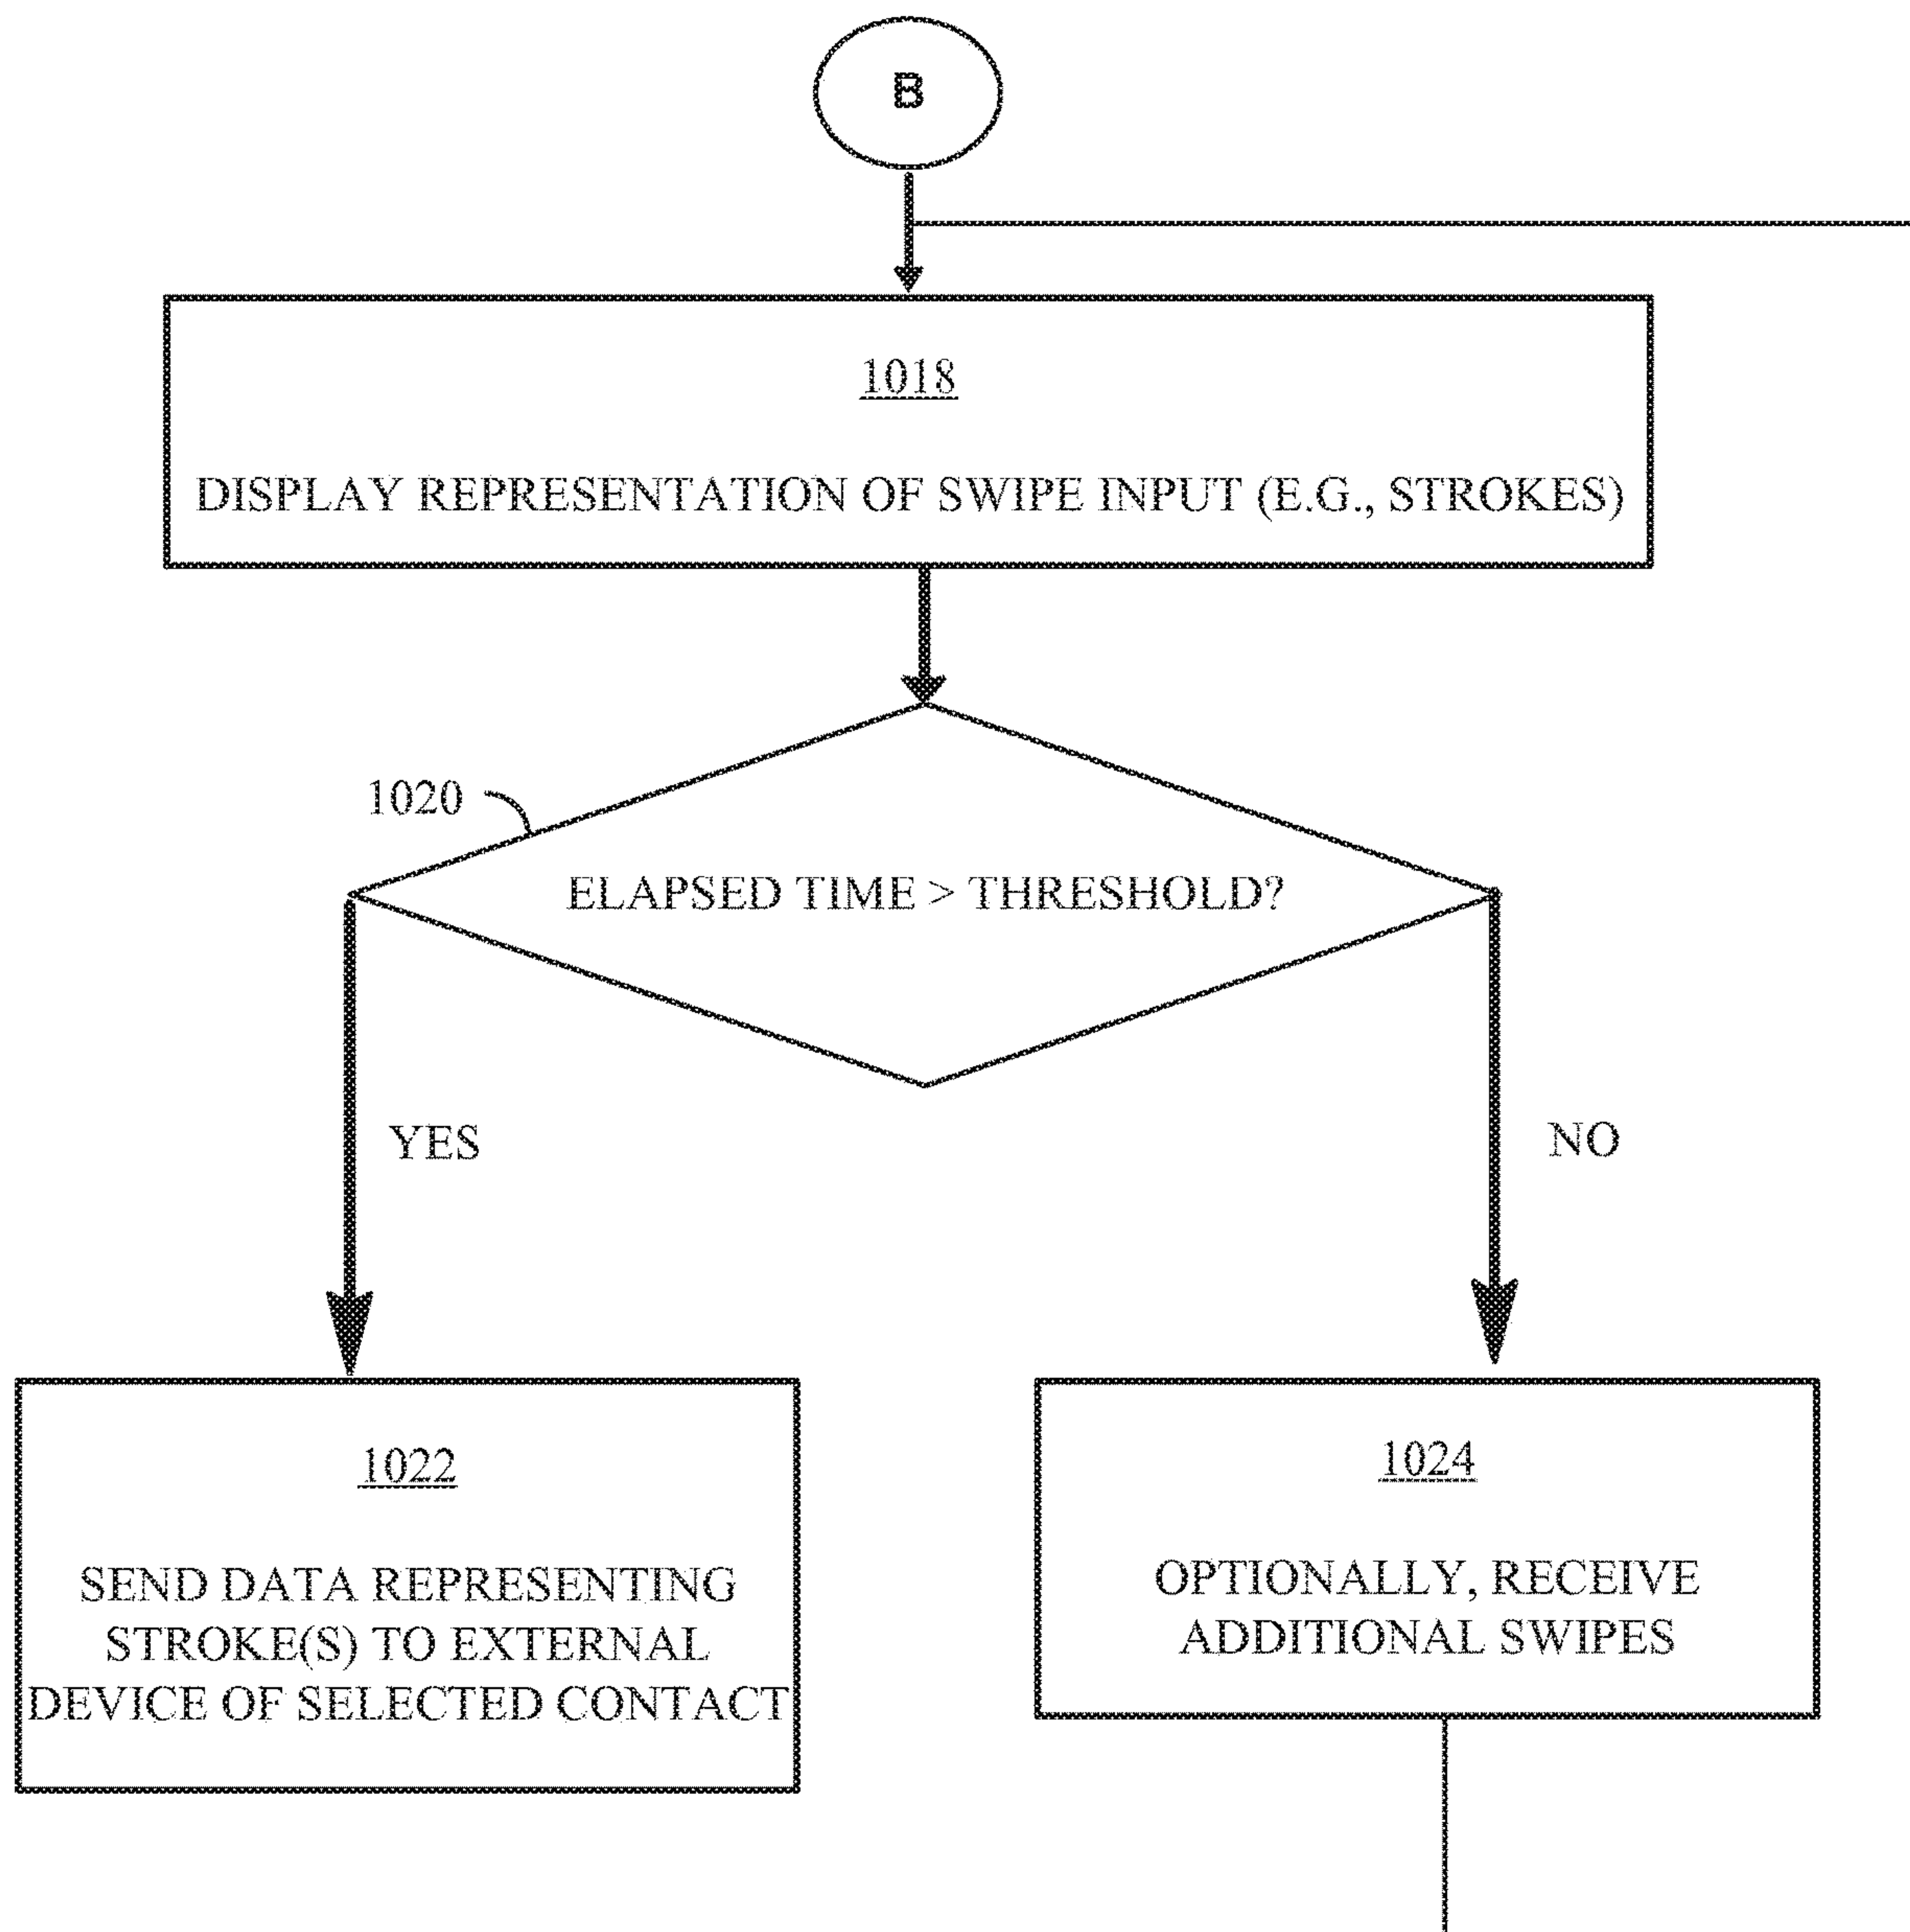 B
1018
DISPLAY REPRESENTATION OF SWIPE INPUT (E.G., STROKES)
1020
ELAPSED TIME > THRESHOLD?
YES
NO
1022
SEND DATA REPRESENTING
STROKE(S) TO EXTERNAL
DEVICE OF SELECTED CONTACT
1024
OPTIONALLY, RECEIVE
ADDITIONAL SWIPES